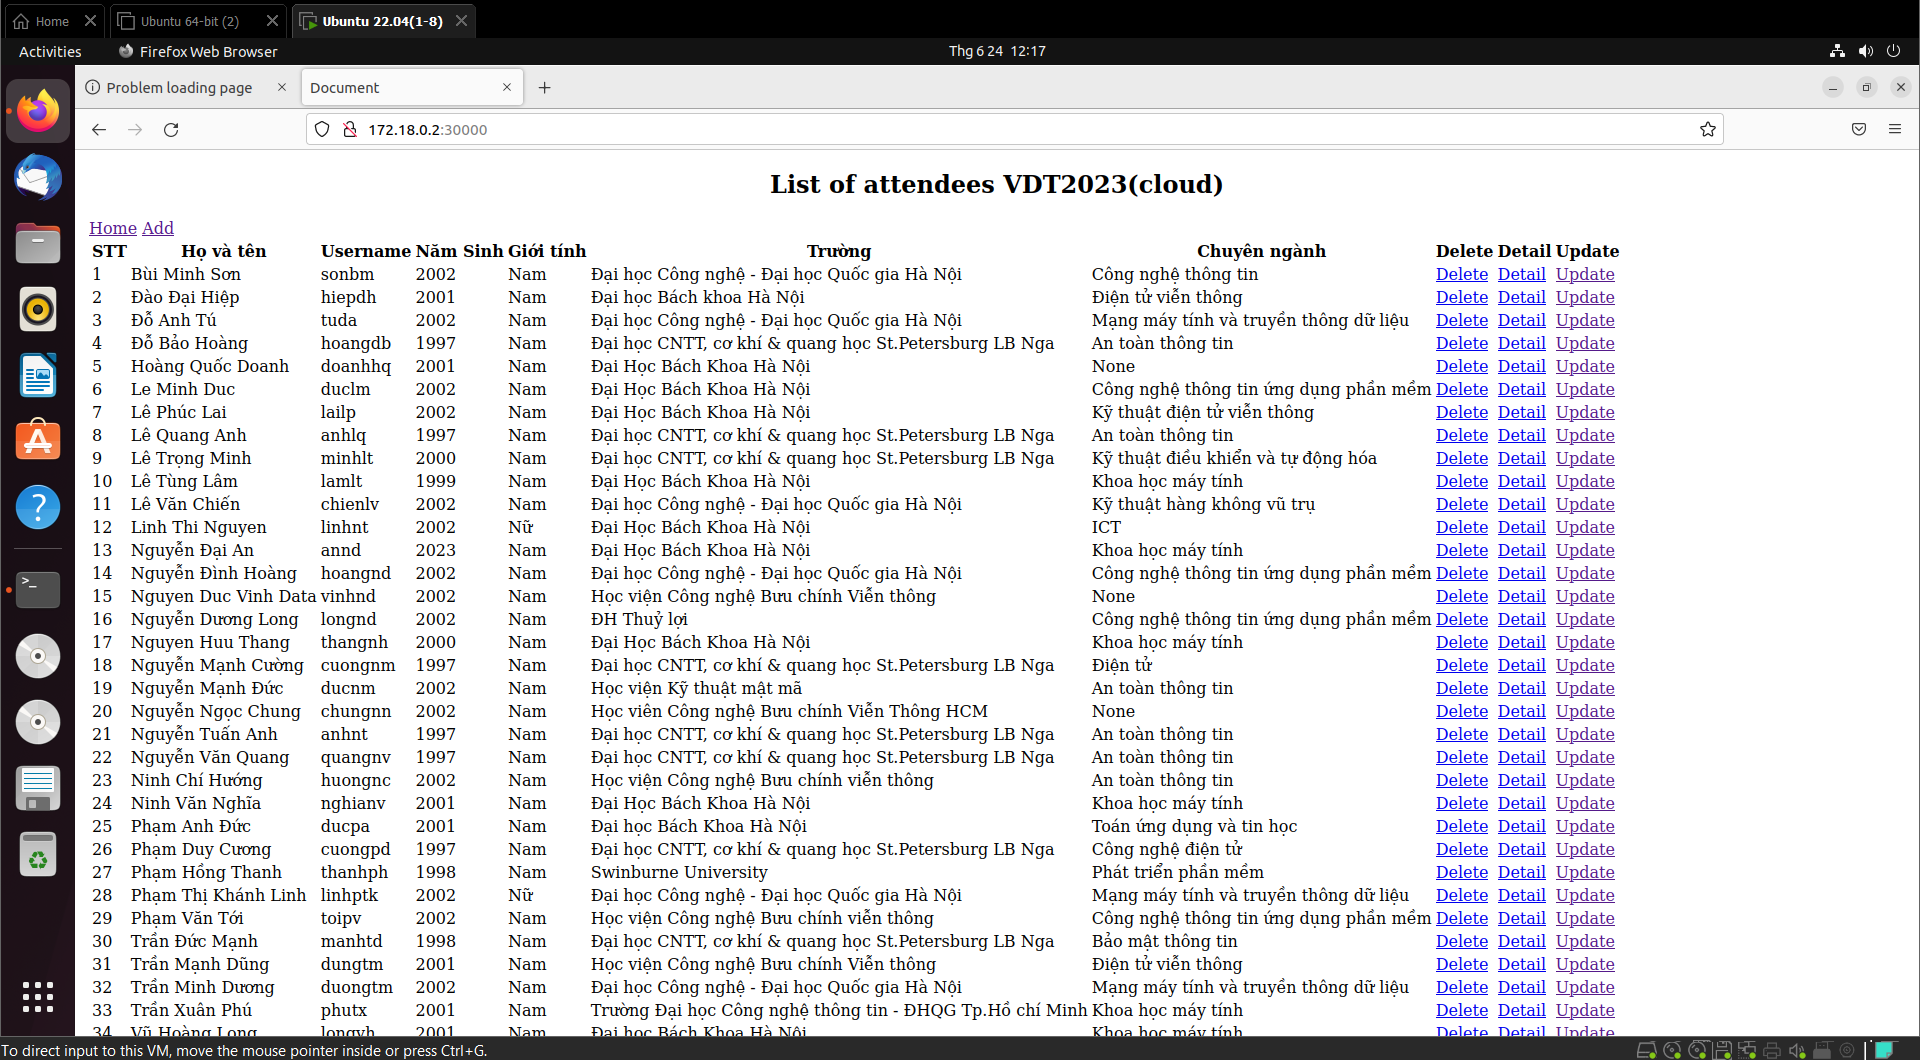 Home Ubuntu 64-bit (2) Ubuntu 22.04(1-8)
Activities Firefox Web Browser Thg 6 24 12:17
Problem loading page Document
172.18.0.2:30000
List of attendees VDT2023(cloud)
Home Add
STT Họ và tên Username Năm Sinh Giới tính Trường Chuyên ngành Delete Detail Update
1 Bùi Minh Sơn sonbm 2002 Nam Đại học Công nghệ - Đại học Quốc gia Hà Nội Công nghệ thông tin Delete Detail Update
2 Đào Đại Hiệp hiepdh 2001 Nam Đại học Bách khoa Hà Nội Điện tử viễn thông Delete Detail Update
3 Đỗ Anh Tú tuda 2002 Nam Đại học Công nghệ - Đại học Quốc gia Hà Nội Mạng máy tính và truyền thông dữ liệu Delete Detail Update
4 Đỗ Bảo Hoàng hoangdb 1997 Nam Đại học CNTT, cơ khí & quang học St.Petersburg LB Nga An toàn thông tin Delete Detail Update
5 Hoàng Quốc Doanh doanhhq 2001 Nam Đại Học Bách Khoa Hà Nội None Delete Detail Update
6 Le Minh Duc duclm 2002 Nam Đại Học Bách Khoa Hà Nội Công nghệ thông tin ứng dụng phần mềm Delete Detail Update
7 Lê Phúc Lai lailp 2002 Nam Đại Học Bách Khoa Hà Nội Kỹ thuật điện tử viễn thông Delete Detail Update
8 Lê Quang Anh anhlq 1997 Nam Đại học CNTT, cơ khí & quang học St.Petersburg LB Nga An toàn thông tin Delete Detail Update
9 Lê Trọng Minh minhlt 2000 Nam Đại học CNTT, cơ khí & quang học St.Petersburg LB Nga Kỹ thuật điều khiển và tự động hóa Delete Detail Update
10 Lê Tùng Lâm lamlt 1999 Nam Đại Học Bách Khoa Hà Nội Khoa học máy tính Delete Detail Update
11 Lê Văn Chiến chienlv 2002 Nam Đại học Công nghệ - Đại học Quốc gia Hà Nội Kỹ thuật hàng không vũ trụ Delete Detail Update
12 Linh Thi Nguyen linhnt 2002 Nữ Đại Học Bách Khoa Hà Nội ICT Delete Detail Update
13 Nguyễn Đại An annd 2023 Nam Đại Học Bách Khoa Hà Nội Khoa học máy tính Delete Detail Update
14 Nguyễn Đình Hoàng hoangnd 2002 Nam Đại học Công nghệ - Đại học Quốc gia Hà Nội Công nghệ thông tin ứng dụng phần mềm Delete Detail Update
15 Nguyen Duc Vinh Data vinhnd 2002 Nam Học viện Công nghệ Bưu chính Viễn thông None Delete Detail Update
16 Nguyễn Dương Long longnd 2002 Nam ĐH Thuỷ lợi Công nghệ thông tin ứng dụng phần mềm Delete Detail Update
17 Nguyen Huu Thang thangnh 2000 Nam Đại Học Bách Khoa Hà Nội Khoa học máy tính Delete Detail Update
18 Nguyễn Mạnh Cường cuongnm 1997 Nam Đại học CNTT, cơ khí & quang học St.Petersburg LB Nga Điện tử Delete Detail Update
19 Nguyễn Mạnh Đức ducnm 2002 Nam Học viện Kỹ thuật mật mã An toàn thông tin Delete Detail Update
20 Nguyễn Ngọc Chung chungnn 2002 Nam Học viên Công nghệ Bưu chính Viễn Thông HCM None Delete Detail Update
21 Nguyễn Tuấn Anh anhnt 1997 Nam Đại học CNTT, cơ khí & quang học St.Petersburg LB Nga An toàn thông tin Delete Detail Update
22 Nguyễn Văn Quang quangnv 1997 Nam Đại học CNTT, cơ khí & quang học St.Petersburg LB Nga An toàn thông tin Delete Detail Update
23 Ninh Chí Hướng huongnc 2002 Nam Học viện Công nghệ Bưu chính viễn thông An toàn thông tin Delete Detail Update
24 Ninh Văn Nghĩa nghianv 2001 Nam Đại Học Bách Khoa Hà Nội Khoa học máy tính Delete Detail Update
25 Phạm Anh Đức ducpa 2001 Nam Đại học Bách Khoa Hà Nội Toán ứng dụng và tin học Delete Detail Update
26 Phạm Duy Cương cuongpd 1997 Nam Đại học CNTT, cơ khí & quang học St.Petersburg LB Nga Công nghệ điện tử Delete Detail Update
27 Phạm Hồng Thanh thanhph 1998 Nam Swinburne University Phát triển phần mềm Delete Detail Update
28 Phạm Thị Khánh Linh linhptk 2002 Nữ Đại học Công nghệ - Đại học Quốc gia Hà Nội Mạng máy tính và truyền thông dữ liệu Delete Detail Update
29 Phạm Văn Tới toipv 2002 Nam Học viện Công nghệ Bưu chính viễn thông Công nghệ thông tin ứng dụng phần mềm Delete Detail Update
30 Trần Đức Mạnh manhtd 1998 Nam Đại học CNTT, cơ khí & quang học St.Petersburg LB Nga Bảo mật thông tin Delete Detail Update
31 Trần Mạnh Dũng dungtm 2001 Nam Học viện Công nghệ Bưu chính Viễn thông Điện tử viễn thông Delete Detail Update
32 Trần Minh Dương duongtm 2002 Nam Đại học Công nghệ - Đại học Quốc gia Hà Nội Mạng máy tính và truyền thông dữ liệu Delete Detail Update
33 Trần Xuân Phú phutx 2001 Nam Trường Đại học Công nghệ thông tin - ĐHQG Tp.Hồ chí Minh Khoa học máy tính Delete Detail Update
34 Vũ Hoàng Long longvh 2001 Nam Đại học Bách Khoa Hà Nội Khoa học máy tính Delete Detail Update
To direct input to this VM, move the mouse pointer inside or press Ctrl+G.